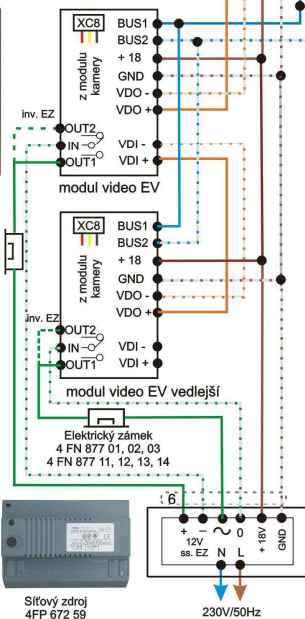 XC8
z modulu
kamery
BUS1
BUS2
+ 18
GND
VDO -
VDO +
inv. EZ
OUT2
IN
OUT1
VDI -
VDI +
modul video EV
XC8
z modulu
kamery
BUS1
BUS2
+ 18
GND
VDO -
VDO +
inv. EZ
OUT2
IN
OUT1
VDI -
VDI +
modul video EV vedlejší
Elektrický zámek
4 FN 877 01, 02, 03
4 FN 877 11, 12, 13, 14
6
+ – ~ 0
12V
ss. EZ
+ 18V
GND
N L
Síťový zdroj
4FP 672 59
230V/50Hz